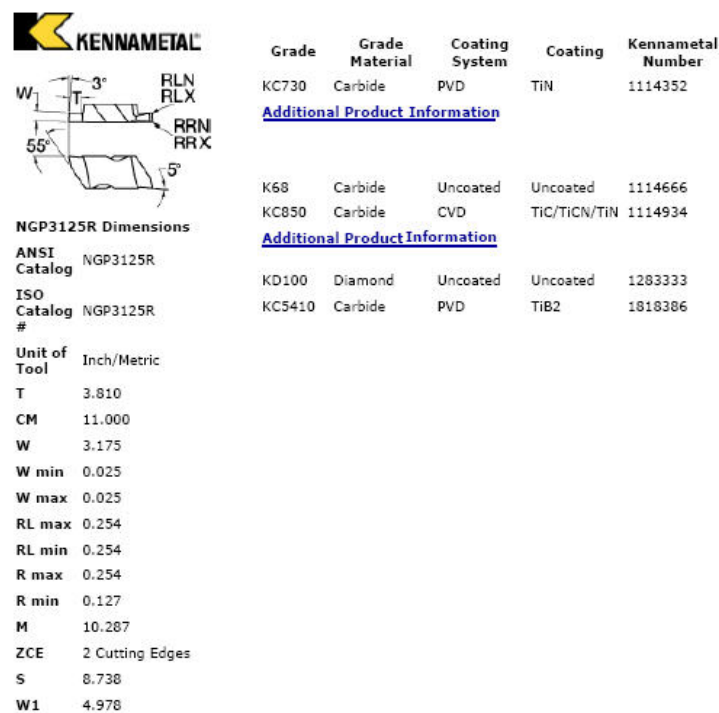 KENNAMETAL
W
T
3°
RLN
RLX
RRN
RRX
55°
5°
NGP3125R Dimensions
ANSI Catalog NGP3125R
ISO Catalog # NGP3125R
Unit of Tool Inch/Metric
T 3.810
CM 11.000
W 3.175
W min 0.025
W max 0.025
RL max 0.254
RL min 0.254
R max 0.254
R min 0.127
M 10.287
ZCE 2 Cutting Edges
S 8.738
W1 4.978
Grade Grade Material Coating System Coating Kennametal Number
KC730 Carbide PVD TiN 1114352
Additional Product Information
K68 Carbide Uncoated Uncoated 1114666
KC850 Carbide CVD TiC/TiCN/TiN 1114934
Additional Product Information
KD100 Diamond Uncoated Uncoated 1283333
KC5410 Carbide PVD TiB2 1818386